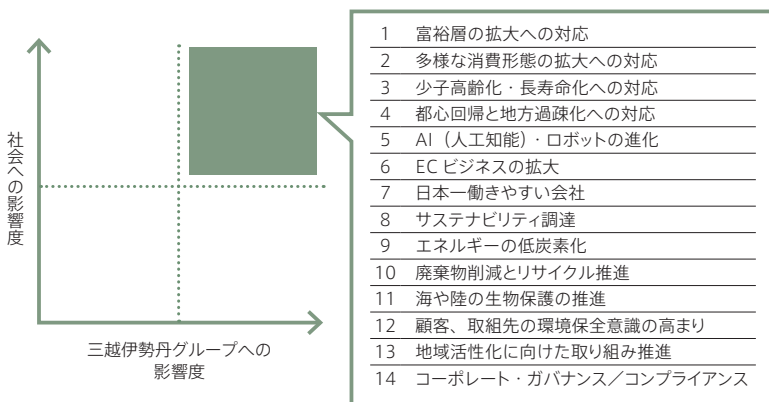 社会への影響度
三越伊勢丹グループへの
影響度
1 富裕層の拡大への対応
2 多様な消費形態の拡大への対応
3 少子高齢化・長寿命化への対応
4 都心回帰と地方過疎化への対応
5 AI（人工知能）・ロボットの進化
6 EC ビジネスの拡大
7 日本一働きやすい会社
8 サステナビリティ調達
9 エネルギーの低炭素化
10 廃棄物削減とリサイクル推進
11 海や陸の生物保護の推進
12 顧客、取組先の環境保全意識の高まり
13 地域活性化に向けた取り組み推進
14 コーポレート・ガバナンス／コンプライアンス